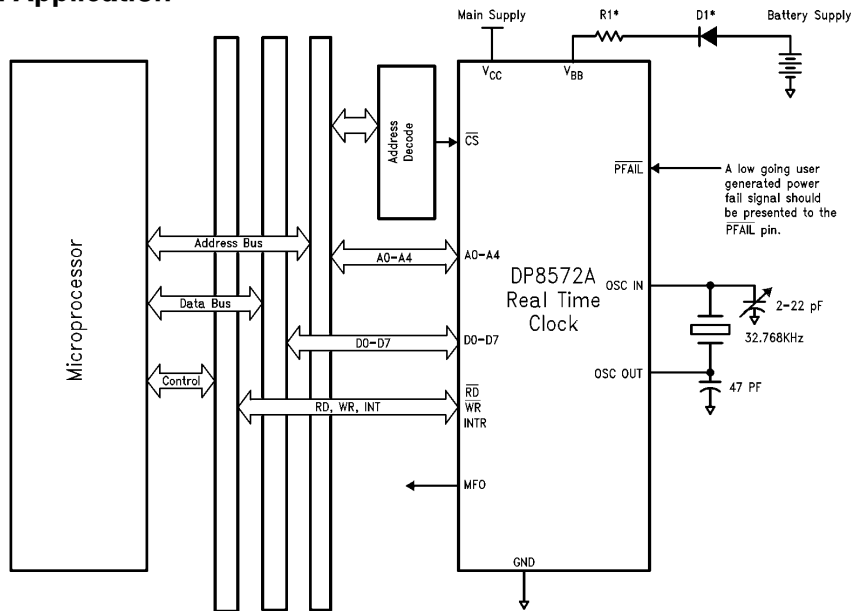 Application
Main Supply
R1*
D1*
Battery Supply
VCC
VBB
Address
Decode
CS
PFAIL
A low going user
generated power
fail signal should
be presented to the
PFAIL pin.
Microprocessor
Address Bus
A0-A4
A0-A4
DP8572A
Real Time
Clock
OSC IN
2-22 pF
Data Bus
32.768KHz
D0-D7
D0-D7
OSC OUT
Control
47 PF
RD, WR, INT
RD
WR
INTR
MFO
GND